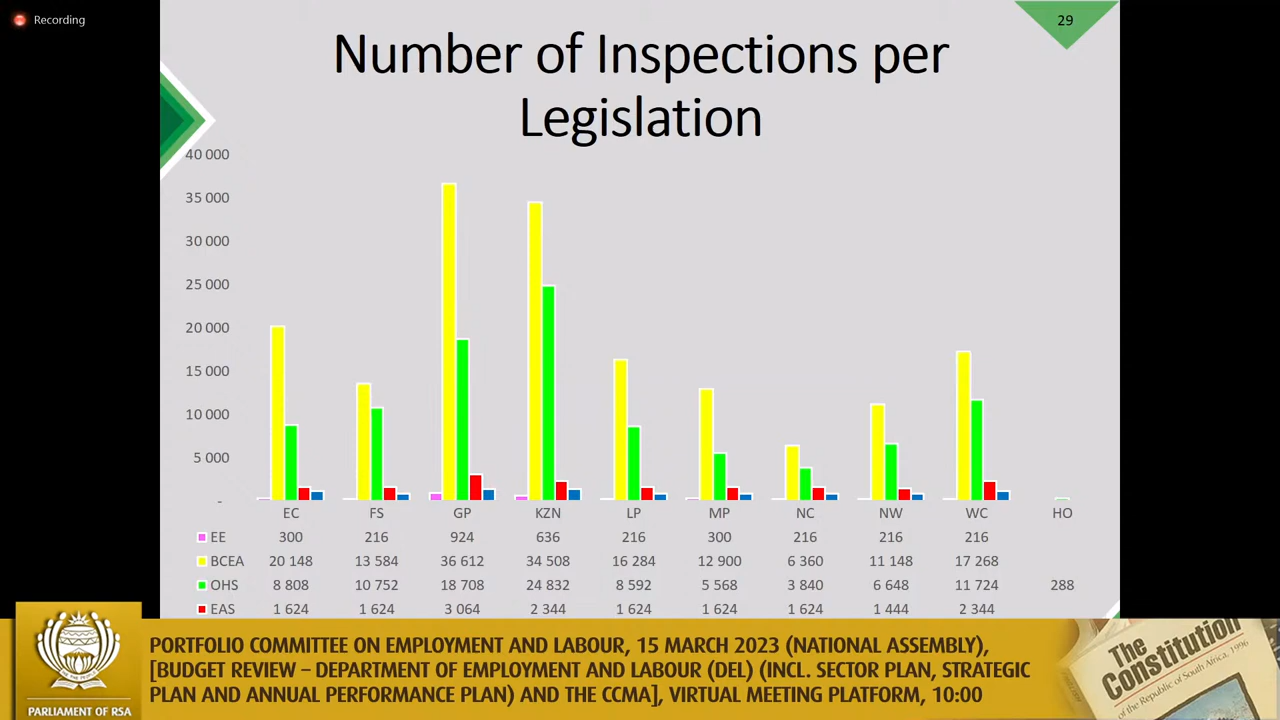 Recording
29
Number of Inspections per
Legislation
40 000
35 000
30 000
25 000
20 000
15 000
10 000
5 000
-
EC FS GP KZN LP MP NC NW WC HO
EE 300 216 924 636 216 300 216 216 216
BCEA 20 148 13 584 36 612 34 508 16 284 12 900 6 360 11 148 17 268
OHS 8 808 10 752 18 708 24 832 8 592 5 568 3 840 6 648 11 724 288
EAS 1 624 1 624 3 064 2 344 1 624 1 624 1 624 1 444 2 344
PORTFOLIO COMMITTEE ON EMPLOYMENT AND LABOUR, 15 MARCH 2023 (NATIONAL ASSEMBLY),
[BUDGET REVIEW – DEPARTMENT OF EMPLOYMENT AND LABOUR (DEL) (INCL. SECTOR PLAN, STRATEGIC
PLAN AND ANNUAL PERFORMANCE PLAN) AND THE CCMA], VIRTUAL MEETING PLATFORM, 10:00
PARLIAMENT OF RSA
The
Constitution
of the Republic of South Africa, 1996